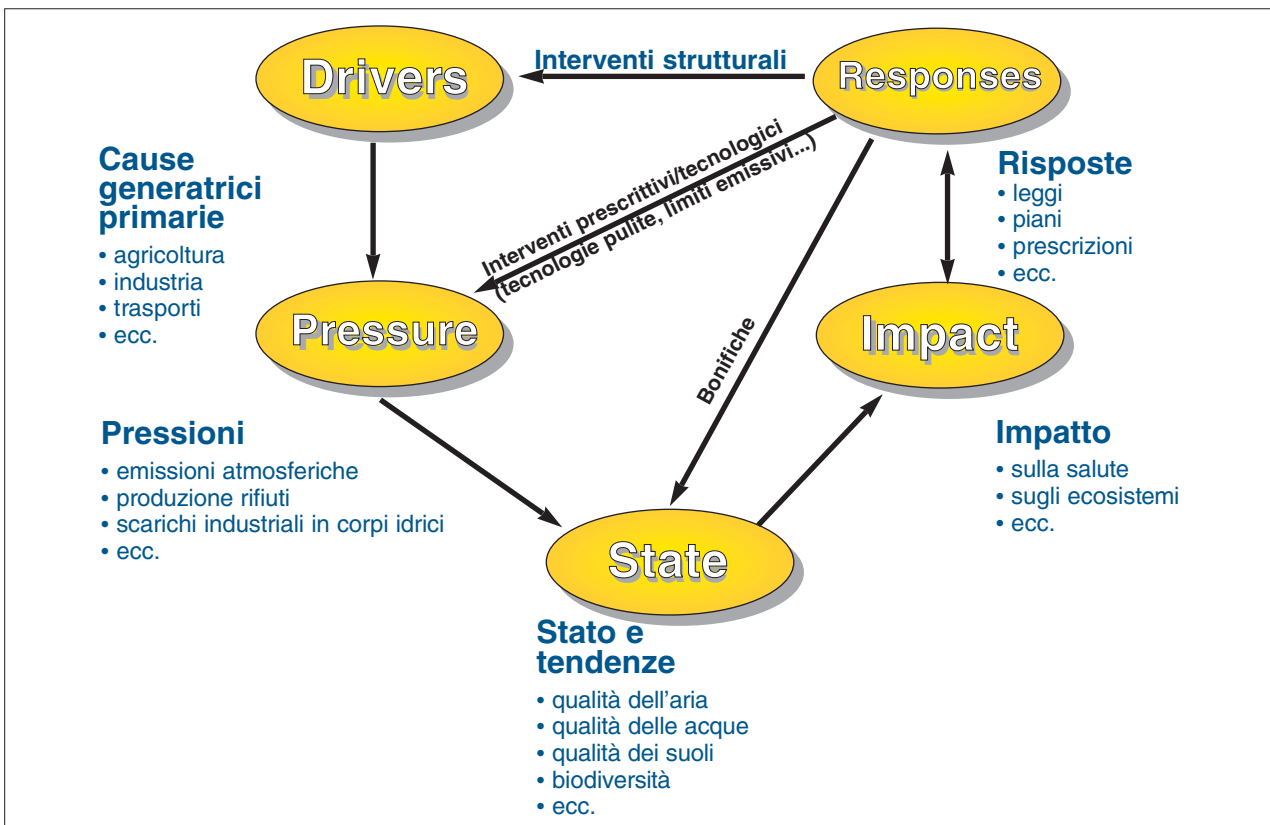 Drivers
Interventi strutturali
Responses
Cause
generatrici
primarie
• agricoltura
• industria
• trasporti
• ecc.
Interventi prescrittivi/tecnologici
(tecnologie pulite, limiti emissivi...)
Risposte
• leggi
• piani
• prescrizioni
• ecc.
Pressure
Bonifiche
Impact
Pressioni
• emissioni atmosferiche
• produzione rifiuti
• scarichi industriali in corpi idrici
• ecc.
Impatto
• sulla salute
• sugli ecosistemi
• ecc.
State
Stato e
tendenze
• qualità dell'aria
• qualità delle acque
• qualità dei suoli
• biodiversità
• ecc.